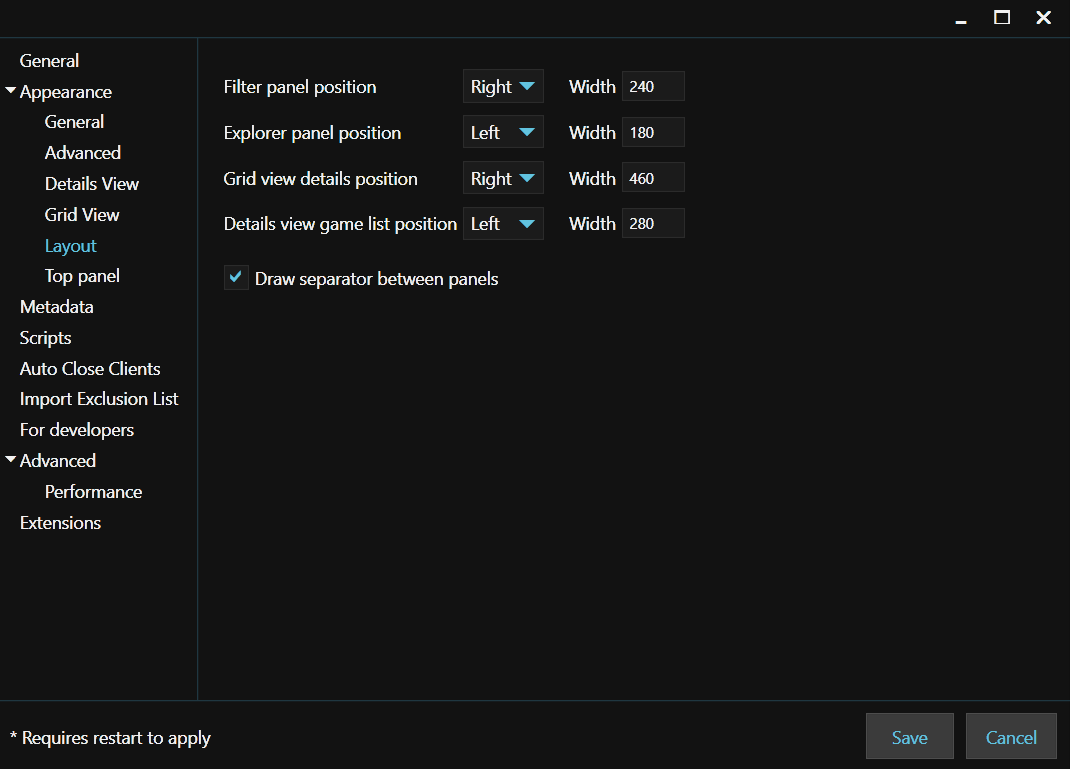 General
Appearance
General
Advanced
Details View
Grid View
Layout
Top panel
Metadata
Scripts
Auto Close Clients
Import Exclusion List
For developers
Advanced
Performance
Extensions
Filter panel position Right Width 240
Explorer panel position Left Width 180
Grid view details position Right Width 460
Details view game list position Left Width 280
Draw separator between panels
* Requires restart to apply
Save Cancel